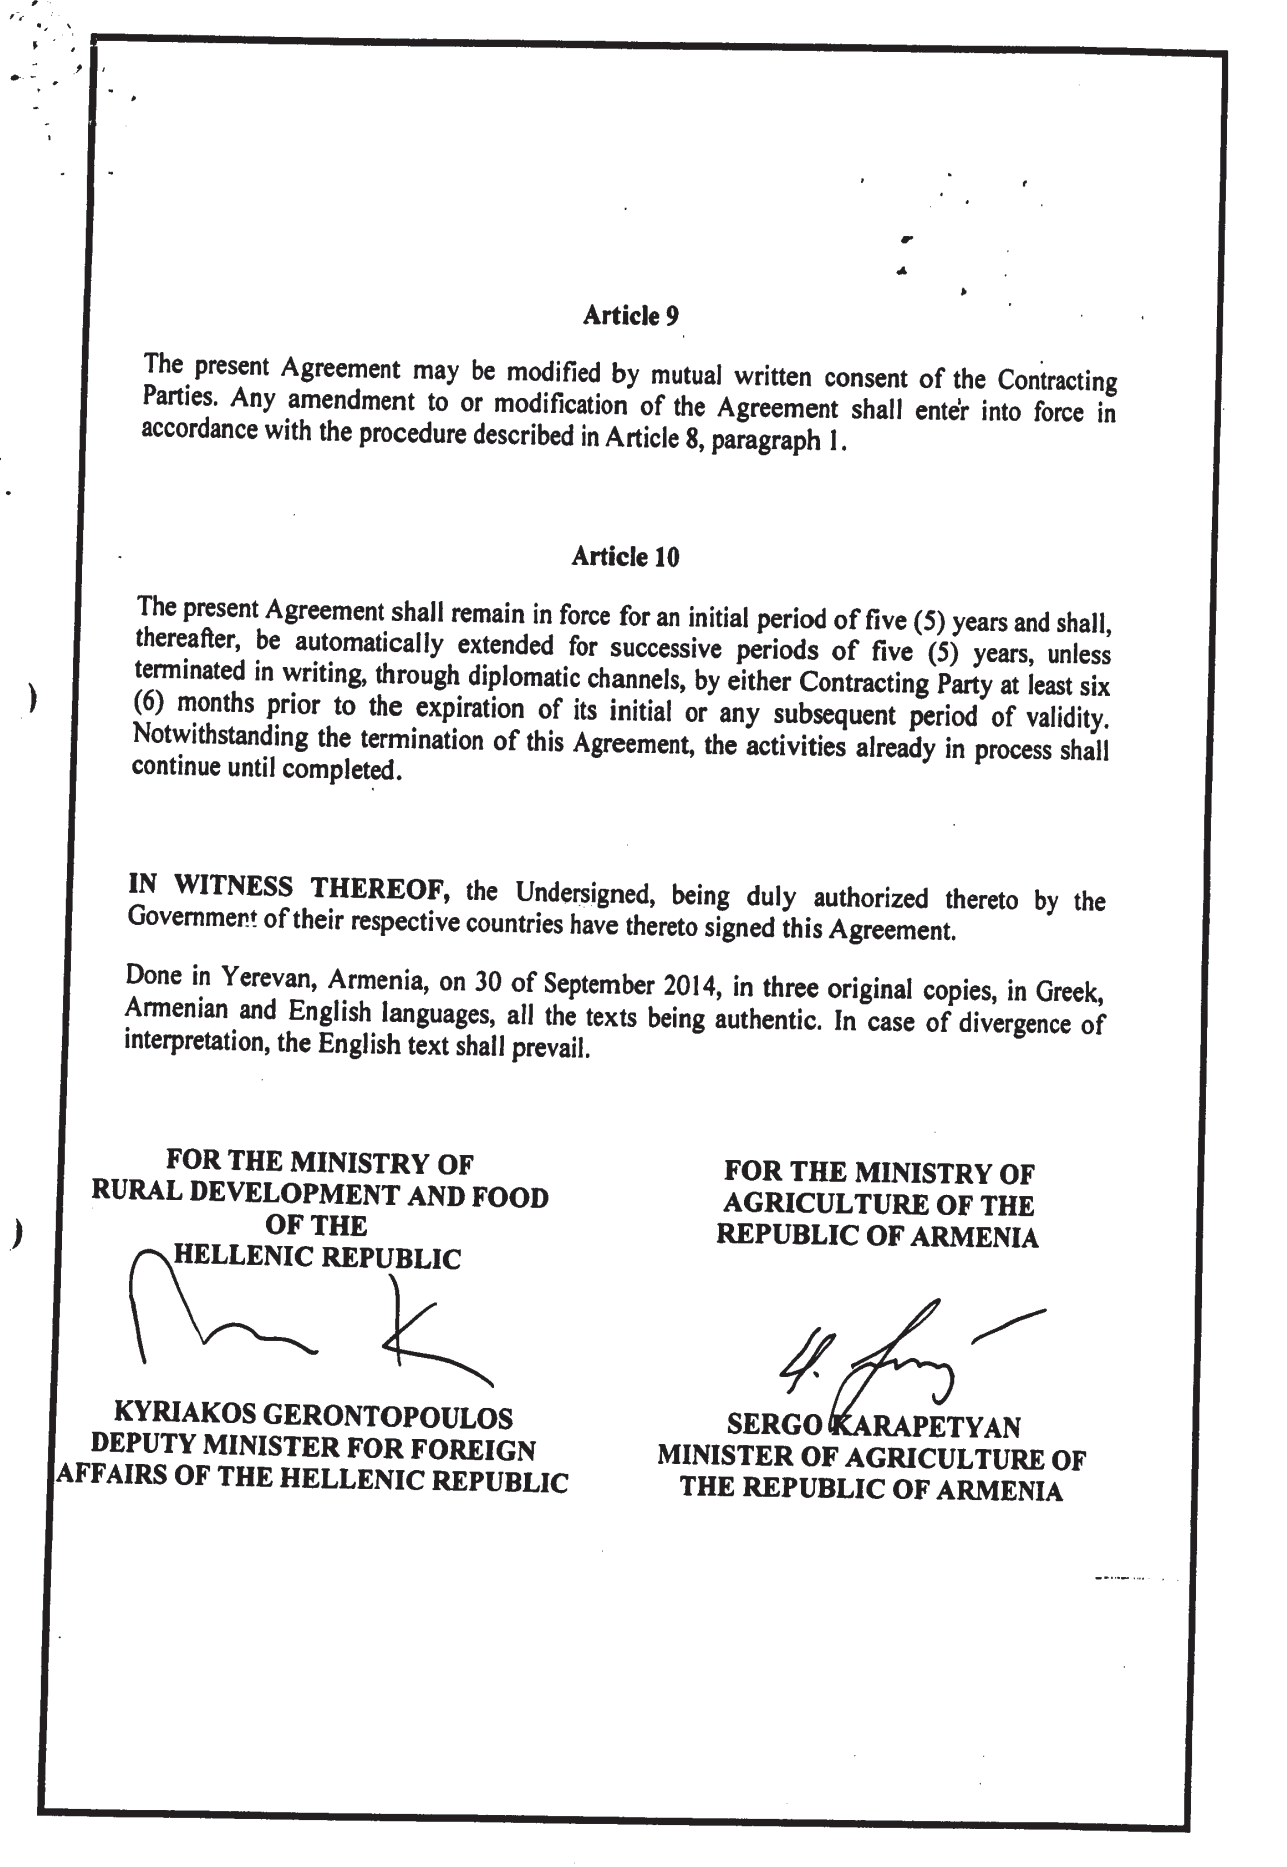 Article 9
The present Agreement may be modified by mutual written consent of the Contracting
Parties. Any amendment to or modification of the Agreement shall enter into force in
accordance with the procedure described in Article 8, paragraph 1.
Article 10
The present Agreement shall remain in force for an initial period of five (5) years and shall,
thereafter, be automatically extended for successive periods of five (5) years, unless
terminated in writing, through diplomatic channels, by either Contracting Party at least six
(6) months prior to the expiration of its initial or any subsequent period of validity.
Notwithstanding the termination of this Agreement, the activities already in process shall
continue until completed.
IN WITNESS THEREOF, the Undersigned, being duly authorized thereto by the
Government of their respective countries have thereto signed this Agreement.
Done in Yerevan, Armenia, on 30 of September 2014, in three original copies, in Greek,
Armenian and English languages, all the texts being authentic. In case of divergence of
interpretation, the English text shall prevail.
FOR THE MINISTRY OF
RURAL DEVELOPMENT AND FOOD
OF THE
HELLENIC REPUBLIC
KYRIAKOS GERONTOPOULOS
DEPUTY MINISTER FOR FOREIGN
AFFAIRS OF THE HELLENIC REPUBLIC
FOR THE MINISTRY OF
AGRICULTURE OF THE
REPUBLIC OF ARMENIA
SERGO KARAPETYAN
MINISTER OF AGRICULTURE OF
THE REPUBLIC OF ARMENIA